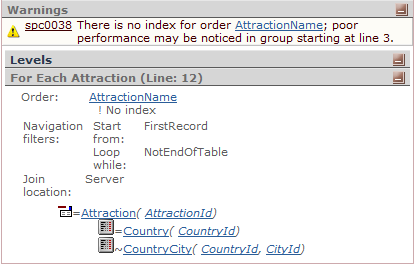 Warnings
spc0038 There is no index for order AttractionName; poor
performance may be noticed in group starting at line 3.
Levels
For Each Attraction (Line: 12)
Order: AttractionName
! No index
Navigation Start FirstRecord
filters: from:
Loop NotEndOfTable
while:
Join Server
location:
=Attraction( AttractionId)
=Country( CountryId)
~CountryCity( CountryId, CityId)